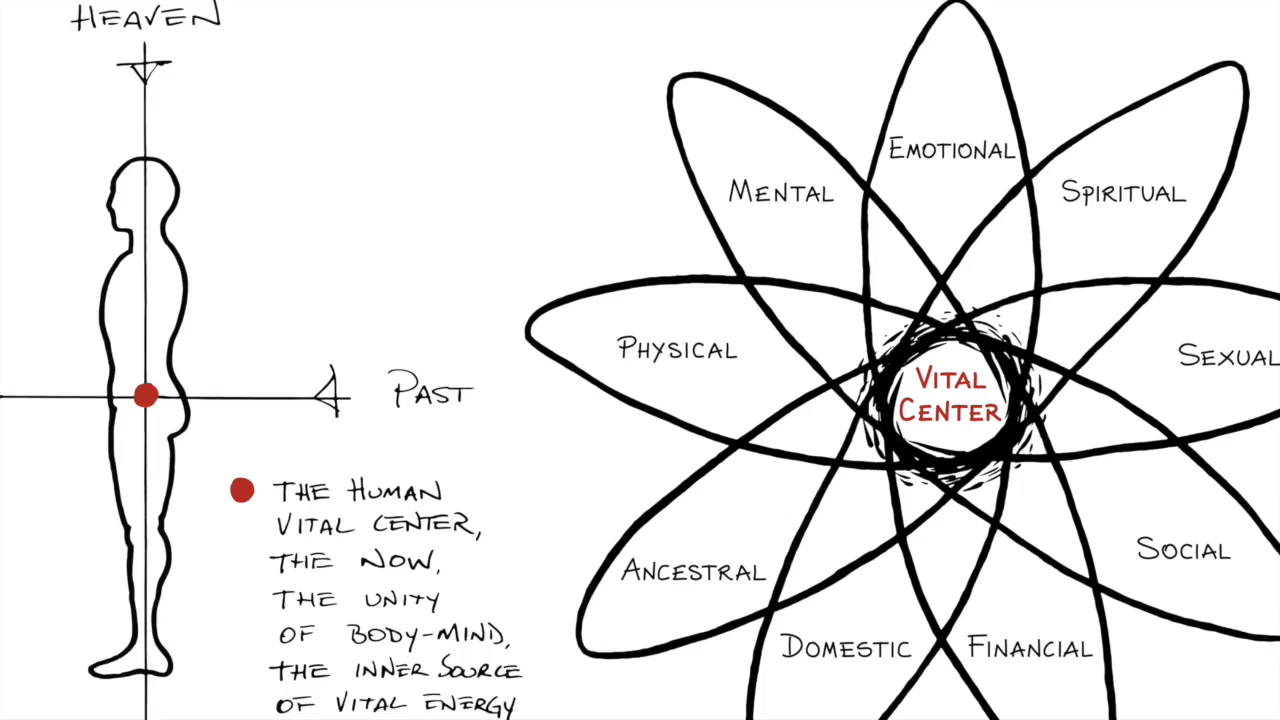 HEAVEN
PAST
THE HUMAN
VITAL CENTER,
THE NOW,
THE UNITY
OF BODY-MIND,
THE INNER SOURCE
OF VITAL ENERGY
EMOTIONAL
MENTAL
SPIRITUAL
PHYSICAL
SEXUAL
VITAL
CENTER
ANCESTRAL
SOCIAL
DOMESTIC
FINANCIAL